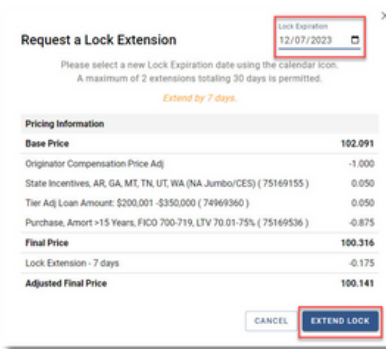 Lock Expiration
Request a Lock Extension
12/07/2023
Please select a new Lock Expiration date using the calendar icon.
A maximum of 2 extensions totaling 30 days is permitted.
Extend by 7 days.
Pricing Information
Base Price 102.091
Originator Compensation Price Adj -1.000
State Incentives, AR, GA, MT, TN, UT, WA (NA Jumbo/CES) ( 75169155 ) 0.050
Tier Adj Loan Amount: $200,001 -$350,000 ( 74969360 ) 0.050
Purchase, Amort >15 Years, FICO 700-719, LTV 70.01-75% ( 75169536 ) -0.875
Final Price 100.316
Lock Extension - 7 days -0.175
Adjusted Final Price 100.141
CANCEL EXTEND LOCK